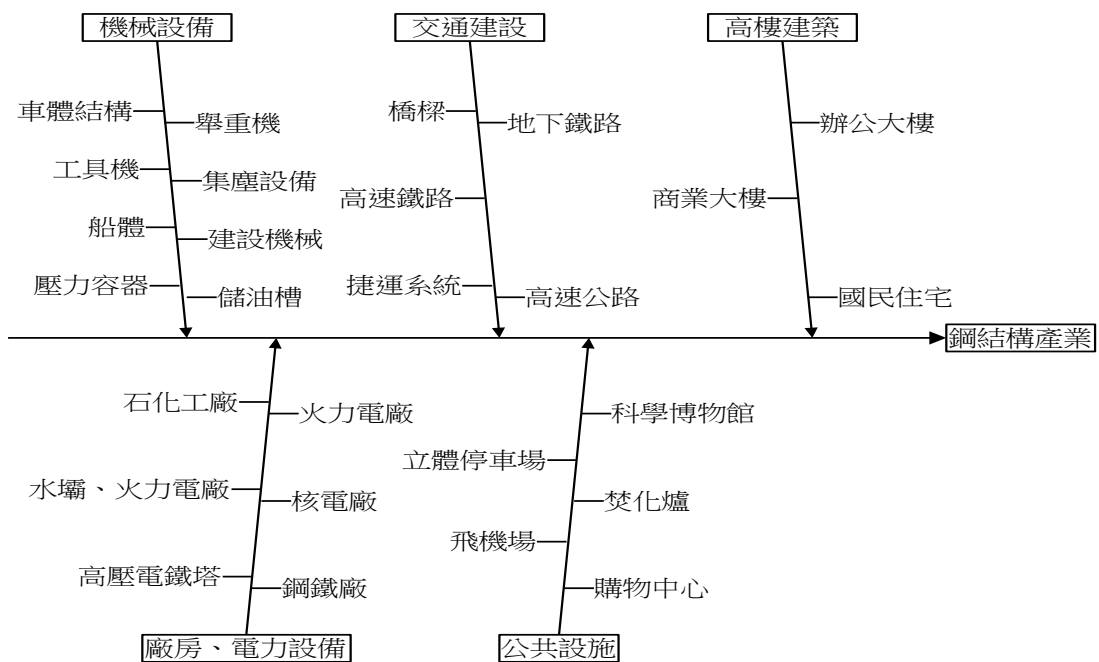 機械設備
交通建設
高樓建築
車體結構
舉重機
工具機
集塵設備
船體
建設機械
壓力容器
儲油槽
橋樑
地下鐵路
高速鐵路
捷運系統
高速公路
辦公大樓
商業大樓
國民住宅
鋼結構產業
石化工廠
火力電廠
水壩、火力電廠
核電廠
高壓電鐵塔
鋼鐵廠
科學博物館
立體停車場
焚化爐
飛機場
購物中心
廠房、電力設備
公共設施